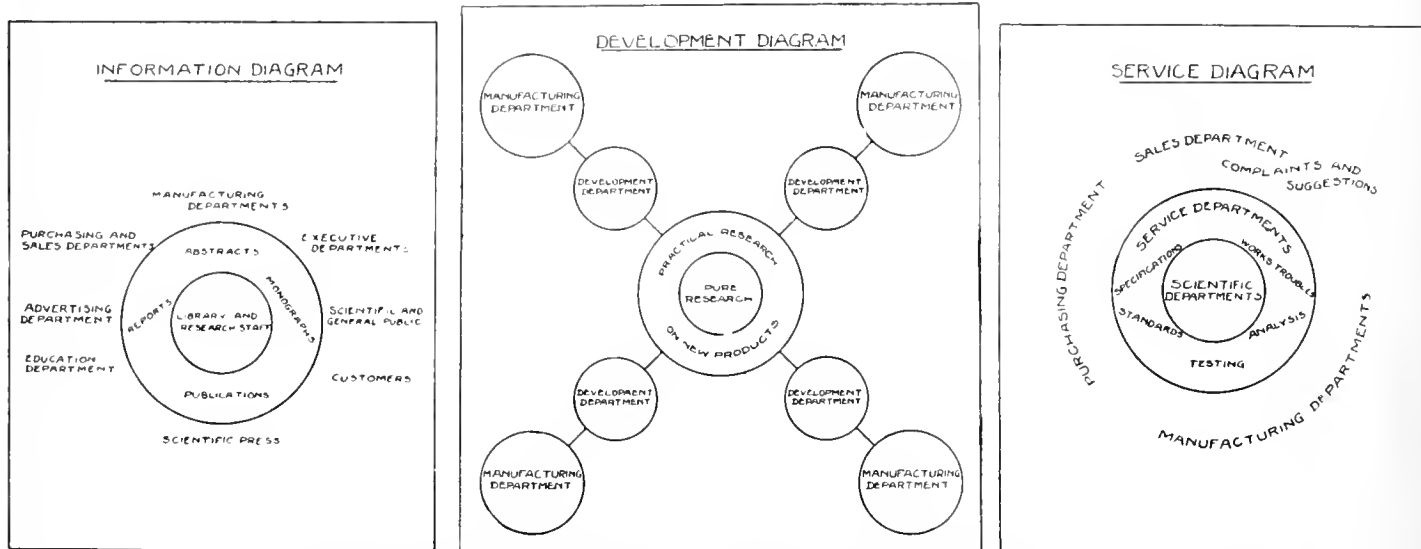 INFORMATION DIAGRAM
MANUFACTURING
DEPARTMENTS
PURCHASING AND
SALES DEPARTMENTS
EXECUTIVE
DEPARTMENTS
ABSTRACTS
MONOGRAPHS
REPORTS
LIBRARY AND
RESEARCH STAFF
ADVERTISING
DEPARTMENT
SCIENTIFIC AND
GENERAL PUBLIC
EDUCATION
DEPARTMENT
CUSTOMERS
PUBLICATIONS
SCIENTIFIC PRESS
DEVELOPMENT DIAGRAM
MANUFACTURING
DEPARTMENT
MANUFACTURING
DEPARTMENT
DEVELOPMENT
DEPARTMENT
DEVELOPMENT
DEPARTMENT
PRACTICAL RESEARCH
PURE
RESEARCH
ON NEW PRODUCTS
DEVELOPMENT
DEPARTMENT
DEVELOPMENT
DEPARTMENT
MANUFACTURING
DEPARTMENT
MANUFACTURING
DEPARTMENT
SERVICE DIAGRAM
SALES DEPARTMENT
COMPLAINTS AND
SUGGESTIONS
PURCHASING DEPARTMENT
SERVICE DEPARTMENTS
SPECIFICATIONS
WORKS TROUBLES
SCIENTIFIC
DEPARTMENTS
STANDARDS
ANALYSIS
TESTING
MANUFACTURING DEPARTMENTS